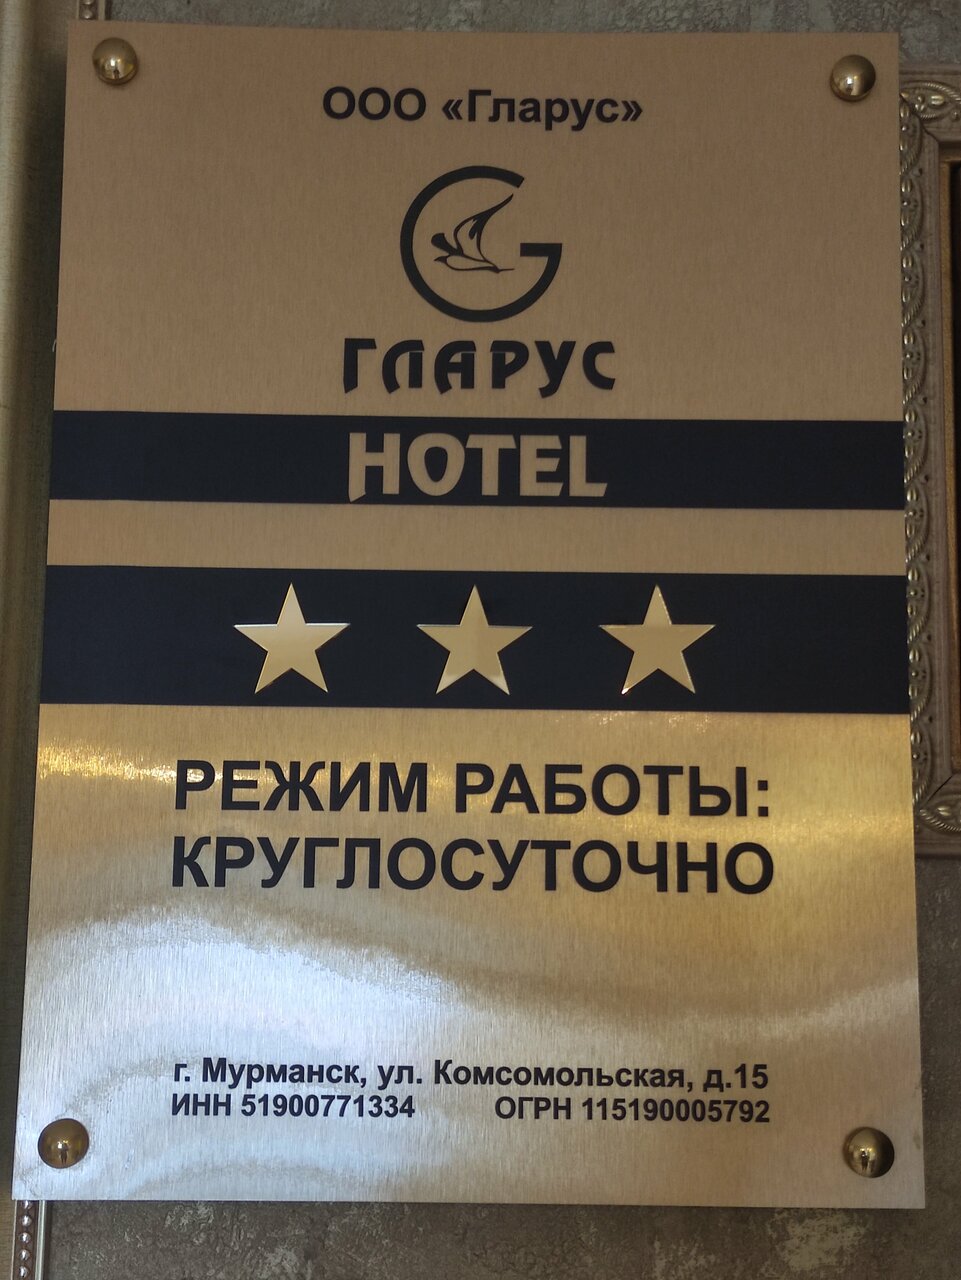 ООО «Гларус»
ГЛАРУС
HOTEL
РЕЖИМ РАБОТЫ:
КРУГЛОСУТОЧНО
г. Мурманск, ул. Комсомольская, д.15
ИНН 51900771334 ОГРН 115190005792